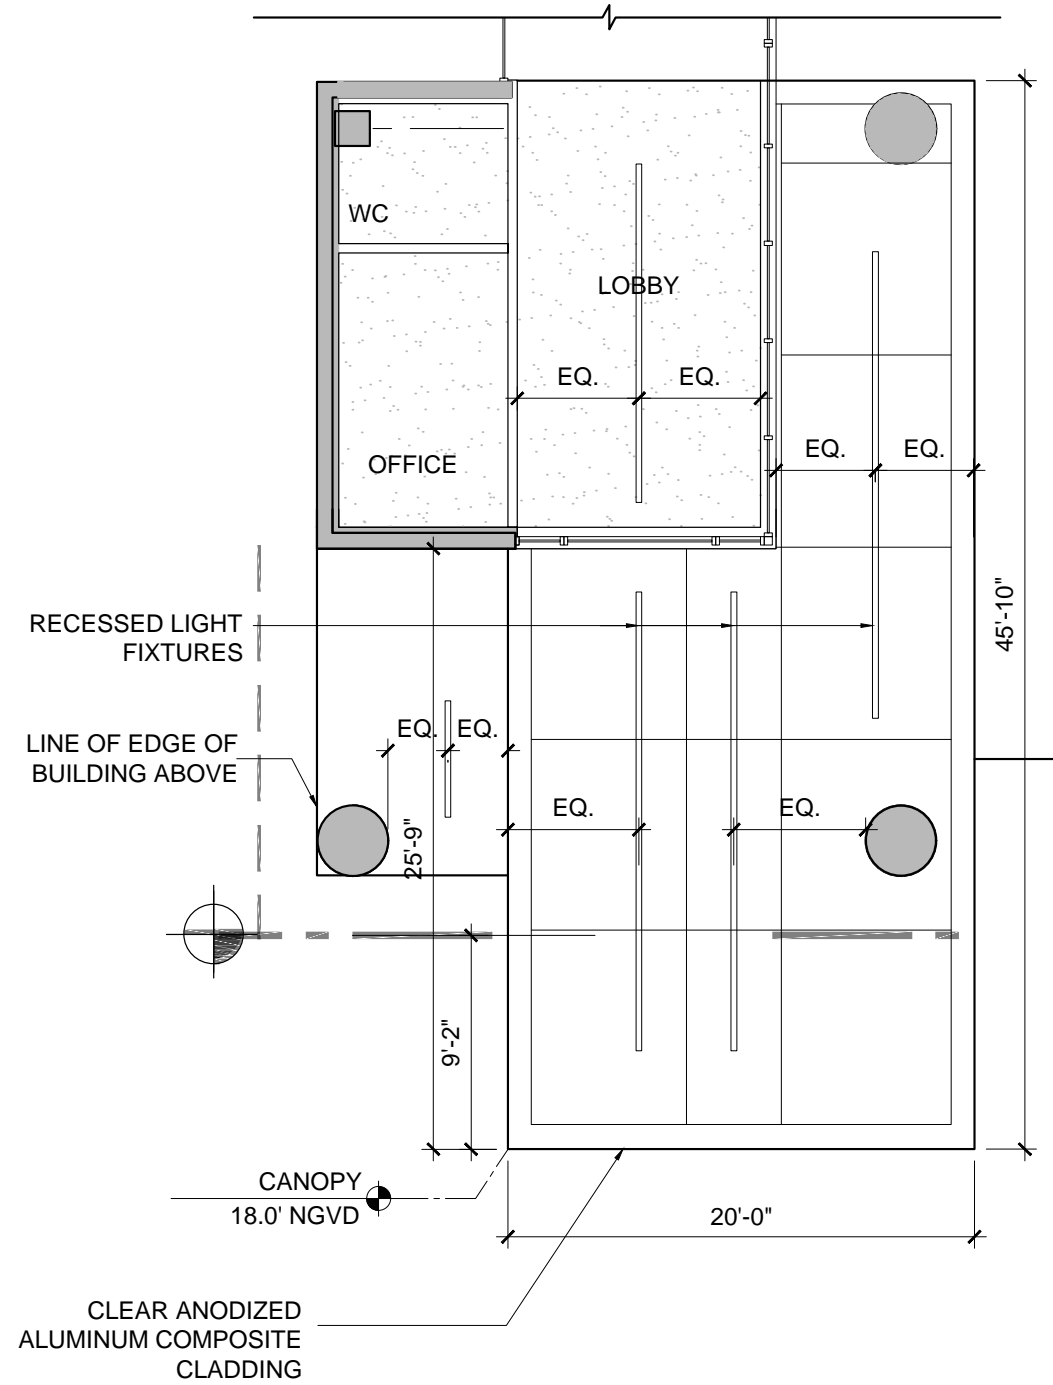 WC
LOBBY
EQ.
EQ.
OFFICE
EQ.
EQ.
RECESSED LIGHT
FIXTURES
45'-10"
LINE OF EDGE OF
BUILDING ABOVE
EQ.
EQ.
EQ.
EQ.
25'-9"
9'-2"
CANOPY
18.0' NGVD
20'-0"
CLEAR ANODIZED
ALUMINUM COMPOSITE
CLADDING